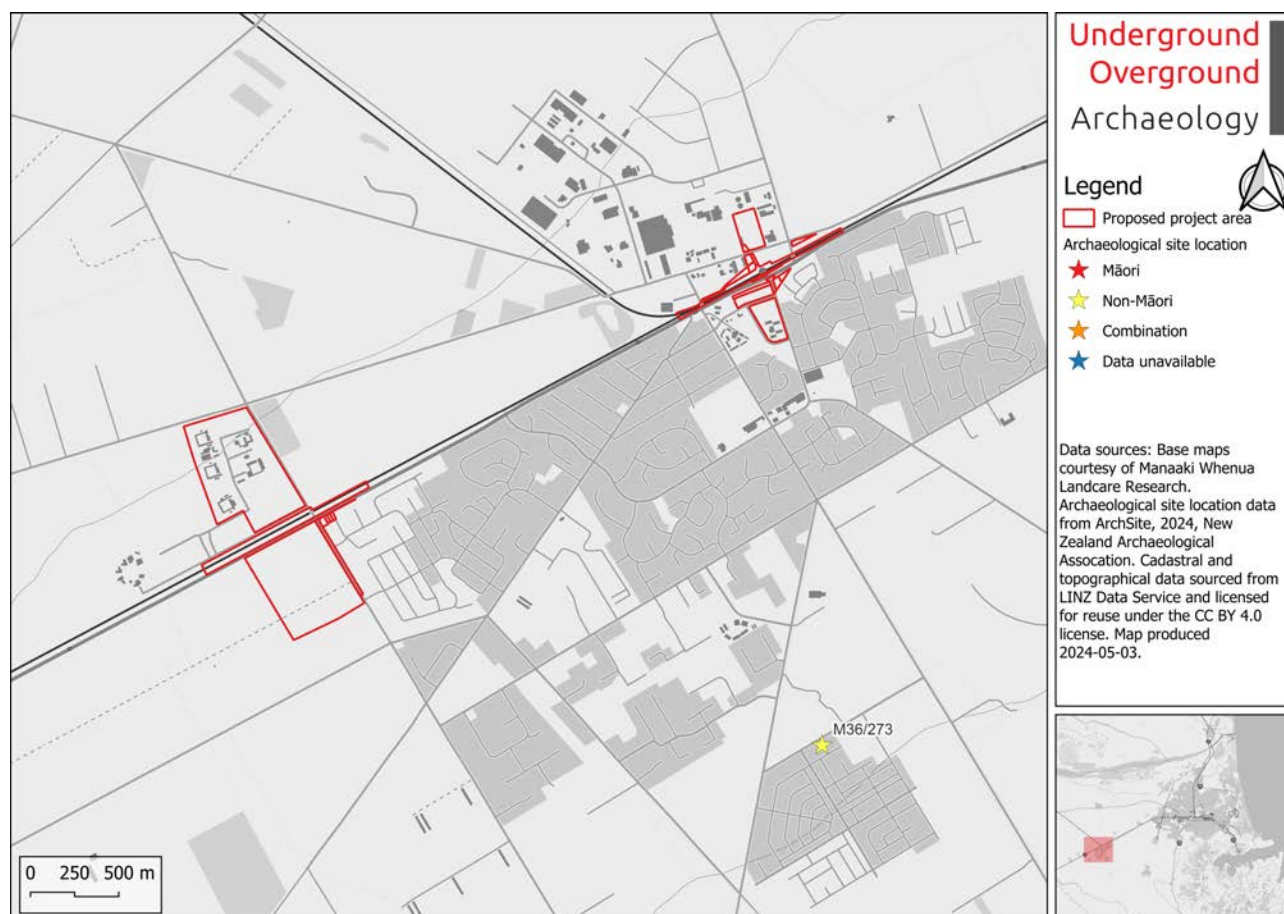 Underground
Overground
Archaeology
Legend
Proposed project area
Archaeological site location
Māori
Non-Māori
Combination
Data unavailable
Data sources: Base maps
courtesy of Manaaki Whenua
Landcare Research.
Archaeological site location data
from ArchSite, 2024, New
Zealand Archaeological
Assocation. Cadastral and
topographical data sourced from
LINZ Data Service and licensed
for reuse under the CC BY 4.0
license. Map produced
2024-05-03.
M36/273
0 250 500 m